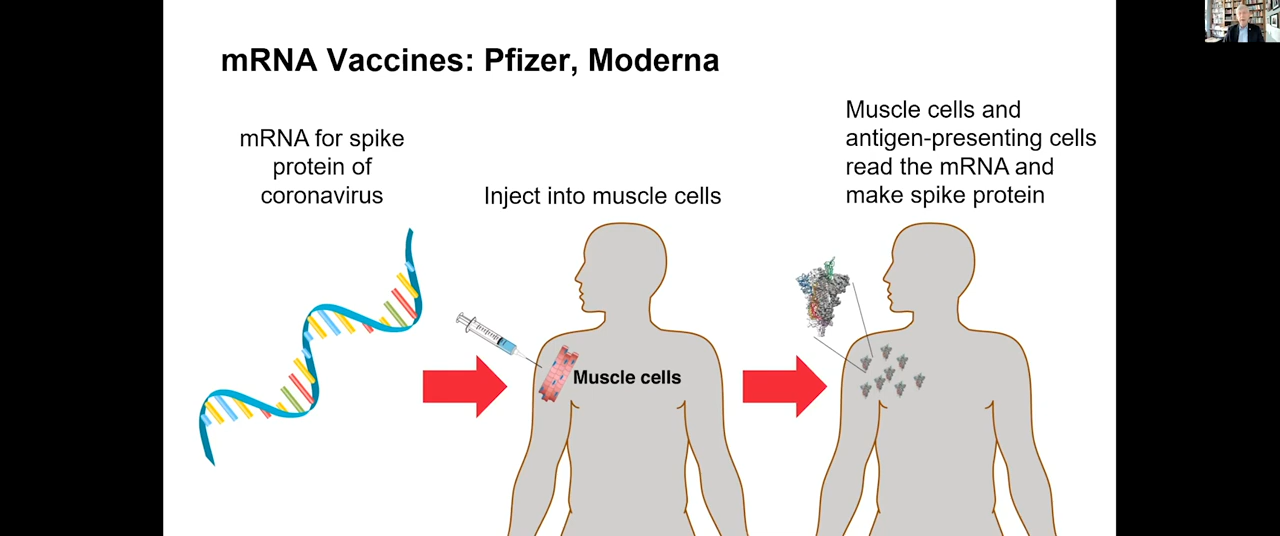 mRNA Vaccines: Pfizer, Moderna
mRNA for spike
protein of
coronavirus
Inject into muscle cells
Muscle cells and
antigen-presenting cells
read the mRNA and
make spike protein
Muscle cells